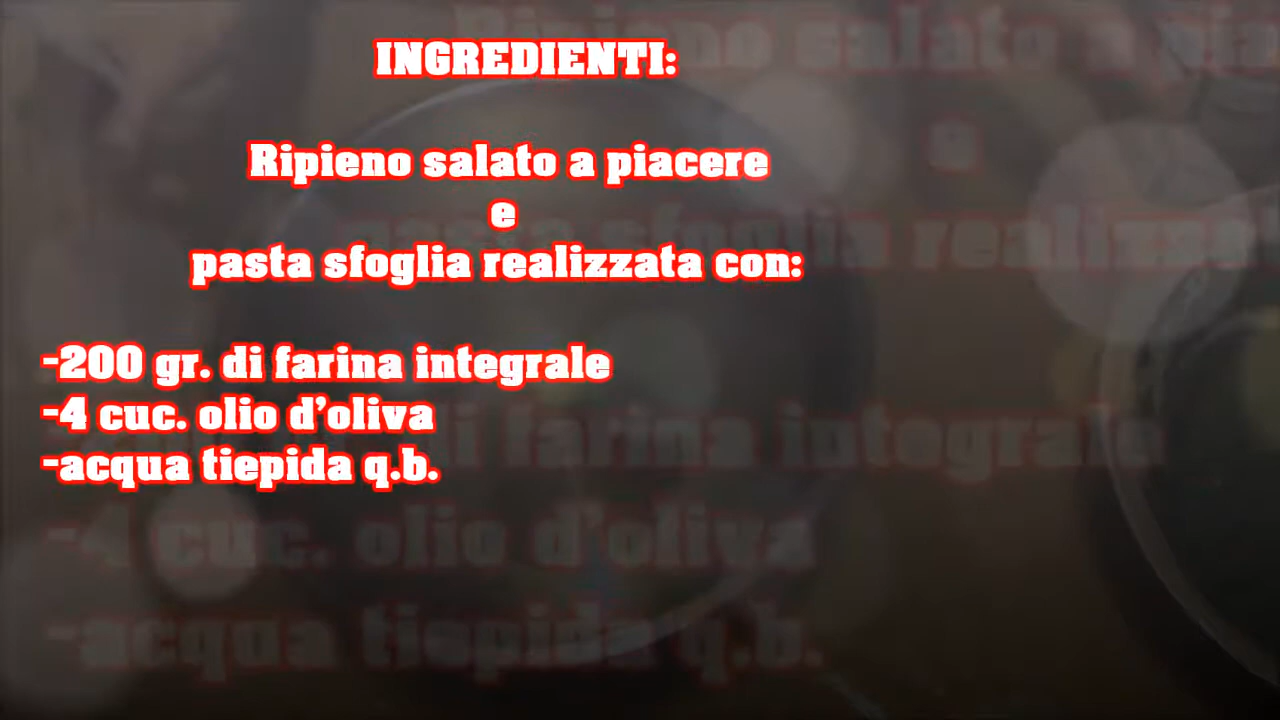 INGREDIENTI:
Ripieno salato a piacere
e
pasta sfoglia realizzata con:
-200 gr. di farina integrale
-4 cuc. olio d'oliva
-acqua tiepida q.b.